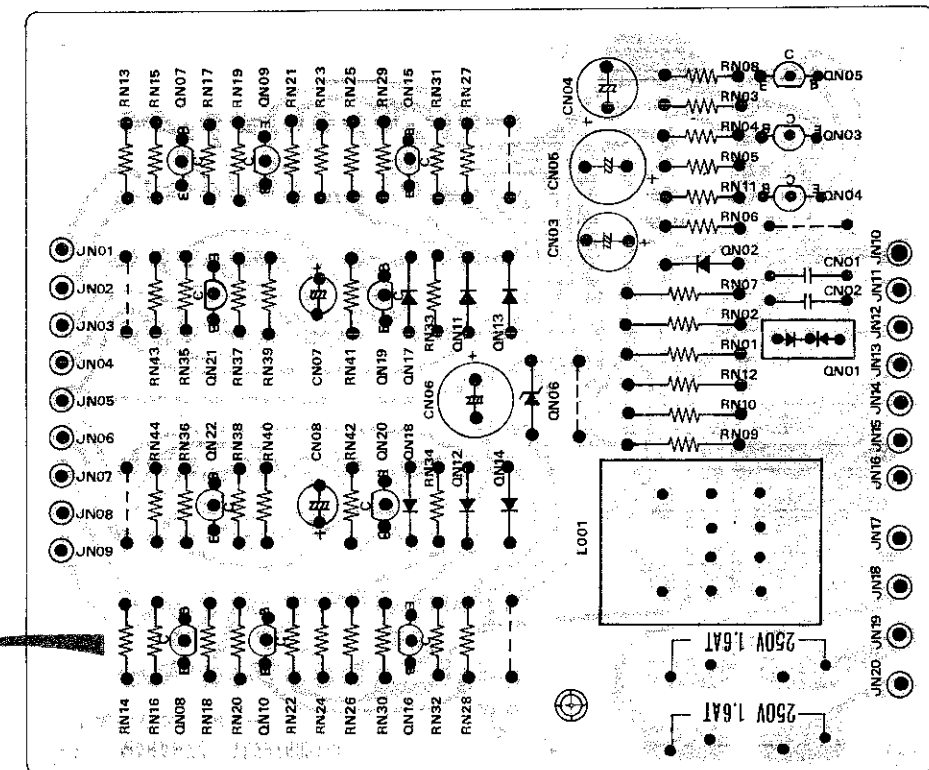 RN13 RN15 QN07 RN17 RN19 QN09 RN21 RN23 RN25 RN29 QN15 RN31 RN27
B C E
E C B
B C E
CN04 +
CN05 +
CN03 +
RN08
RN03
RN04
RN05
RN11
RN06
QN02
RN07
RN02
RN01
RN12
RN10
RN09
C
E B QN05
C
B E QN03
C
B E QN04
CN01
CN02
QN01
JN01
JN02
JN03
JN04
JN05
JN06
JN07
JN08
JN09
E C B
+
B C E
RN43 RN35 QN21 RN37 RN39 CN07 RN41 QN19 QN17 RN33 QN11 QN13
CN06 +
QN06
RN44 RN36 QN22 RN38 RN40 CN08 RN42 QN20 QN18 RN34 QN12 QN14
C
+
C
L001
JN10
JN11
JN12
JN13
JN14
JN15
JN16
JN17
JN18
JN19
JN20
C
C
E C
RN14 RN16 QN08 RN18 RN20 QN10 RN22 RN24 RN26 RN30 QN16 RN32 RN28
250V 1.6AT
250V 1.6AT